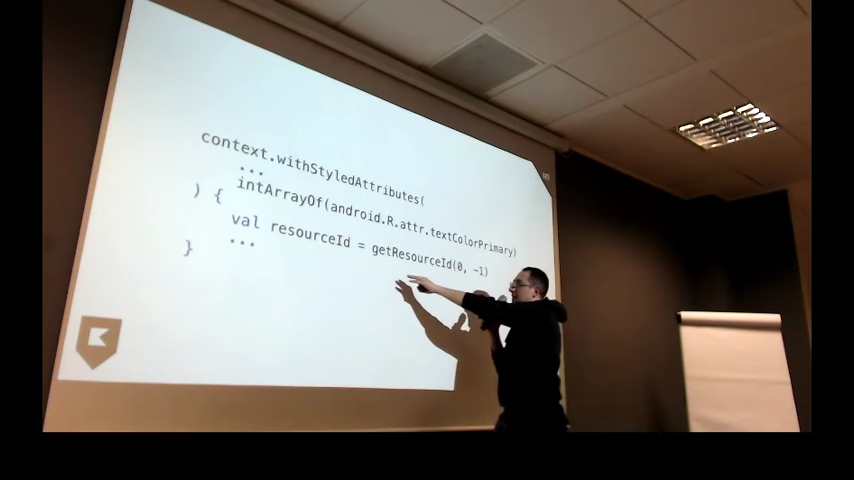 context.withStyledAttributes(
...
intArrayOf(android.R.attr.textColorPrimary)
) {
val resourceId = getResourceId(0, -1)
...
}